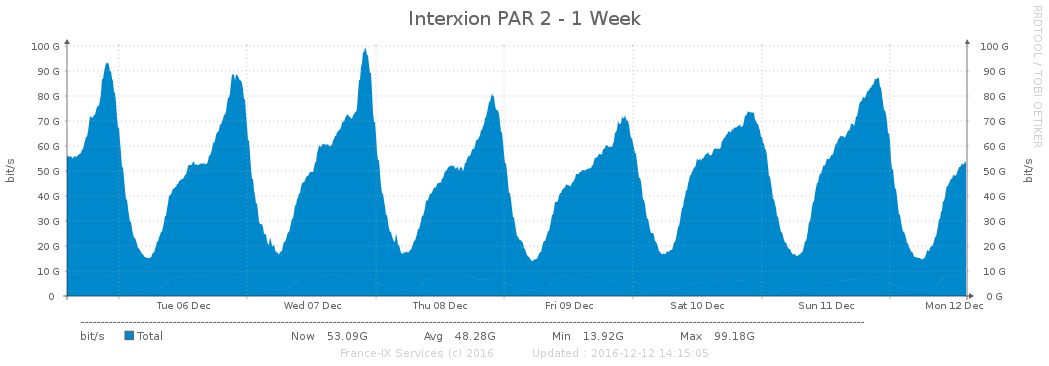 Interxion PAR 2 - 1 Week
RRDTOOL / TOBI OETIKER
bit/s
100 G
90 G
80 G
70 G
60 G
50 G
40 G
30 G
20 G
10 G
0
100 G
90 G
80 G
70 G
60 G
50 G
40 G
30 G
20 G
10 G
0 G
bit/s
Tue 06 Dec Wed 07 Dec Thu 08 Dec Fri 09 Dec Sat 10 Dec Sun 11 Dec Mon 12 Dec
bit/s Total Now 53.09G Avg 48.28G Min 13.92G Max 99.18G
France-IX Services (c) 2016 Updated : 2016-12-12 14:15:05